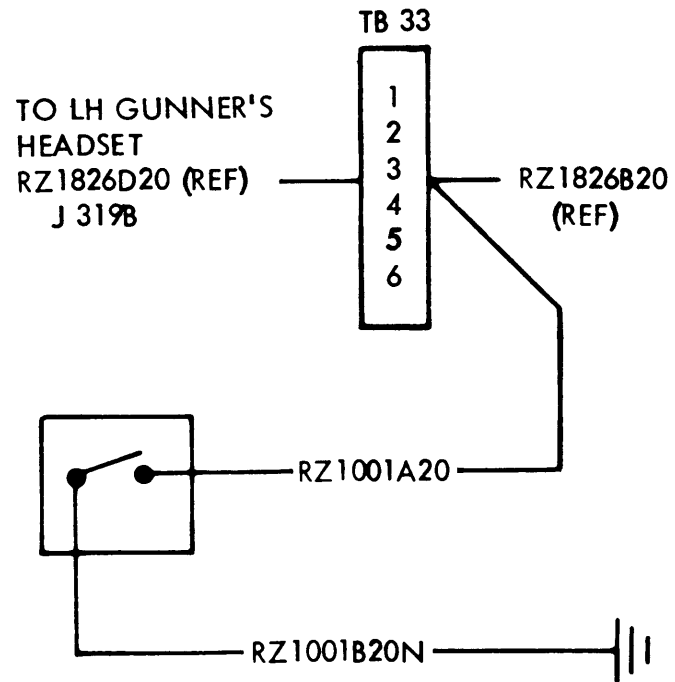 TB 33
TO LH GUNNER'S
HEADSET
RZ1826D20 (REF)
J 319B
1
2
3
4
5
6
RZ1826B20
(REF)
RZ1001A20
RZ1001B20N